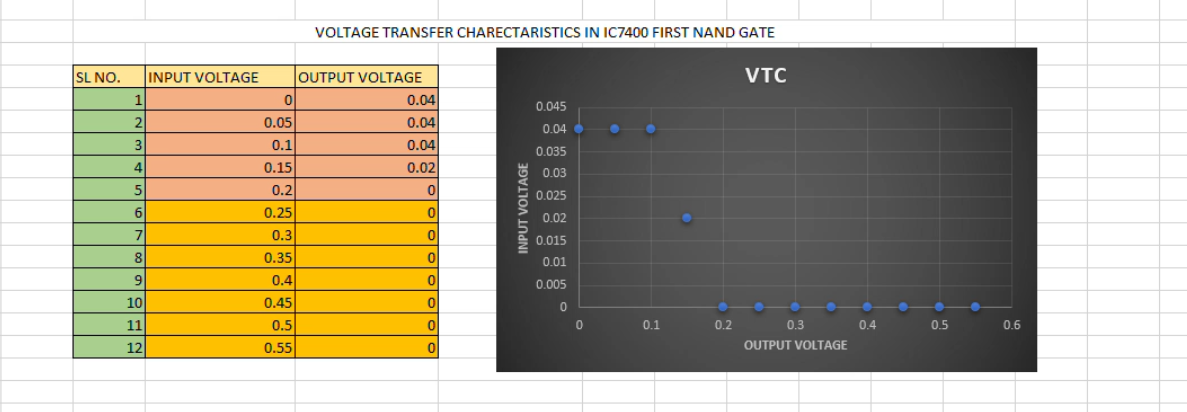 VOLTAGE TRANSFER CHARECTARISTICS IN IC7400 FIRST NAND GATE
SL NO. INPUT VOLTAGE OUTPUT VOLTAGE
1 0 0.04
2 0.05 0.04
3 0.1 0.04
4 0.15 0.02
5 0.2 0
6 0.25 0
7 0.3 0
8 0.35 0
9 0.4 0
10 0.45 0
11 0.5 0
12 0.55 0
VTC
INPUT VOLTAGE
0.045
0.04
0.035
0.03
0.025
0.02
0.015
0.01
0.005
0
0 0.1 0.2 0.3 0.4 0.5 0.6
OUTPUT VOLTAGE